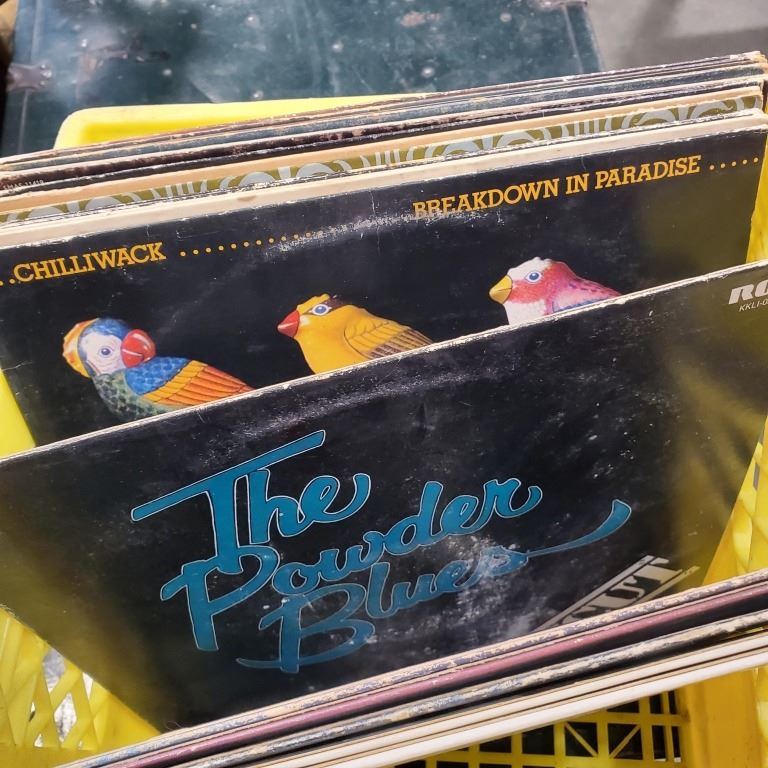 ..CHILLIWACK ................ BREAKDOWN IN PARADISE .....
The
Powder
Blues